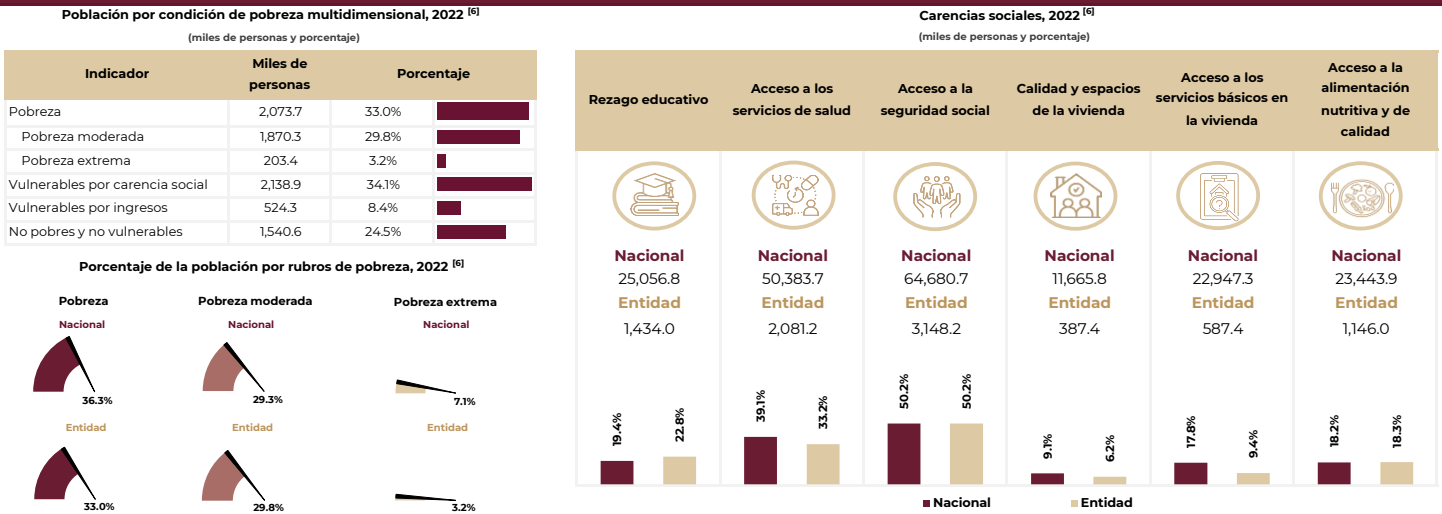 Población por condición de pobreza multidimensional, 2022 [6]
(miles de personas y porcentaje)
Indicador Miles de personas Porcentaje
Pobreza 2,073.7 33.0%
Pobreza moderada 1,870.3 29.8%
Pobreza extrema 203.4 3.2%
Vulnerables por carencia social 2,138.9 34.1%
Vulnerables por ingresos 524.3 8.4%
No pobres y no vulnerables 1,540.6 24.5%
Porcentaje de la población por rubros de pobreza, 2022 [6]
Pobreza Pobreza moderada Pobreza extrema
Nacional Nacional Nacional
36.3% 29.3% 7.1%
Entidad Entidad Entidad
33.0% 29.8% 3.2%
Carencias sociales, 2022 [6]
(miles de personas y porcentaje)
Rezago educativo
Acceso a los
servicios de salud
Acceso a la
seguridad social
Calidad y espacios
de la vivienda
Acceso a los
servicios básicos en
la vivienda
Acceso a la
alimentación
nutritiva y de
calidad
Nacional Nacional Nacional Nacional Nacional Nacional
25,056.8 50,383.7 64,680.7 11,665.8 22,947.3 23,443.9
Entidad Entidad Entidad Entidad Entidad Entidad
1,434.0 2,081.2 3,148.2 387.4 587.4 1,146.0
19.4% 22.8% 39.1% 33.2% 50.2% 50.2% 9.1% 6.2% 17.8% 9.4% 18.2% 18.3%
Nacional Entidad